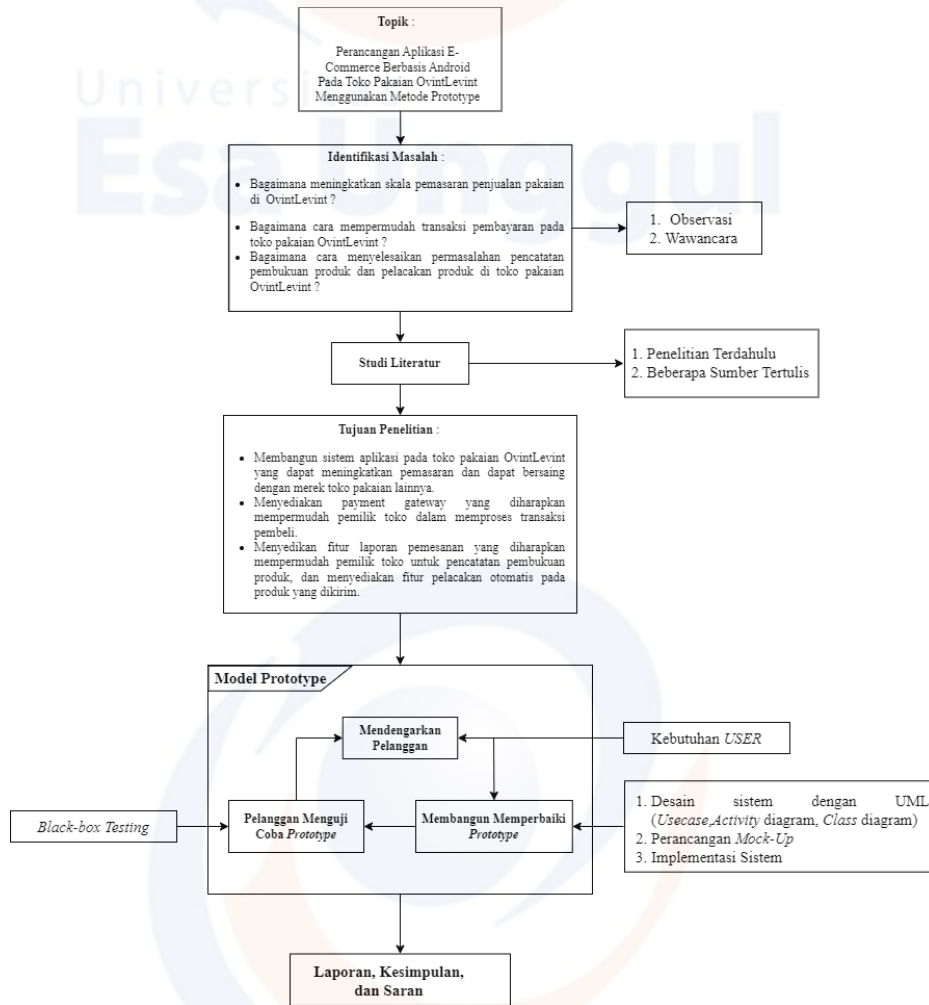 Universi
Esa Unggul
Topik :
Perancangan Aplikasi E-
Commerce Berbasis Android
Pada Toko Pakaian OvintLevint
Menggunakan Metode Prototype
Identifikasi Masalah :
• Bagaimana meningkatkan skala pemasaran penjualan pakaian
di OvintLevint ?
• Bagaimana cara mempermudah transaksi pembayaran pada
toko pakaian OvintLevint ?
• Bagaimana cara menyelesaikan permasalahan pencatatan
pembukuan produk dan pelacakan produk di toko pakaian
OvintLevint ?
1. Observasi
2. Wawancara
Studi Literatur
1. Penelitian Terdahulu
2. Beberapa Sumber Tertulis
Tujuan Penelitian :
• Membangun sistem aplikasi pada toko pakaian OvintLevint
yang dapat meningkatkan pemasaran dan dapat bersaing
dengan merek toko pakaian lainnya.
• Menyediakan payment gateway yang diharapkan
mempermudah pemilik toko dalam memproses transaksi
pembeli.
• Menyedikan fitur laporan pemesanan yang diharapkan
mempermudah pemilik toko untuk pencatatan pembukuan
produk, dan menyediakan fitur pelacakan otomatis pada
produk yang dikirim.
Model Prototype
Mendengarkan
Pelanggan
Kebutuhan USER
Black-box Testing
Pelanggan Menguji
Coba Prototype
Membangun Memperbaiki
Prototype
1. Desain sistem dengan UML
(Usecase,Activity diagram, Class diagram)
2. Perancangan Mock-Up
3. Implementasi Sistem
Laporan, Kesimpulan,
dan Saran